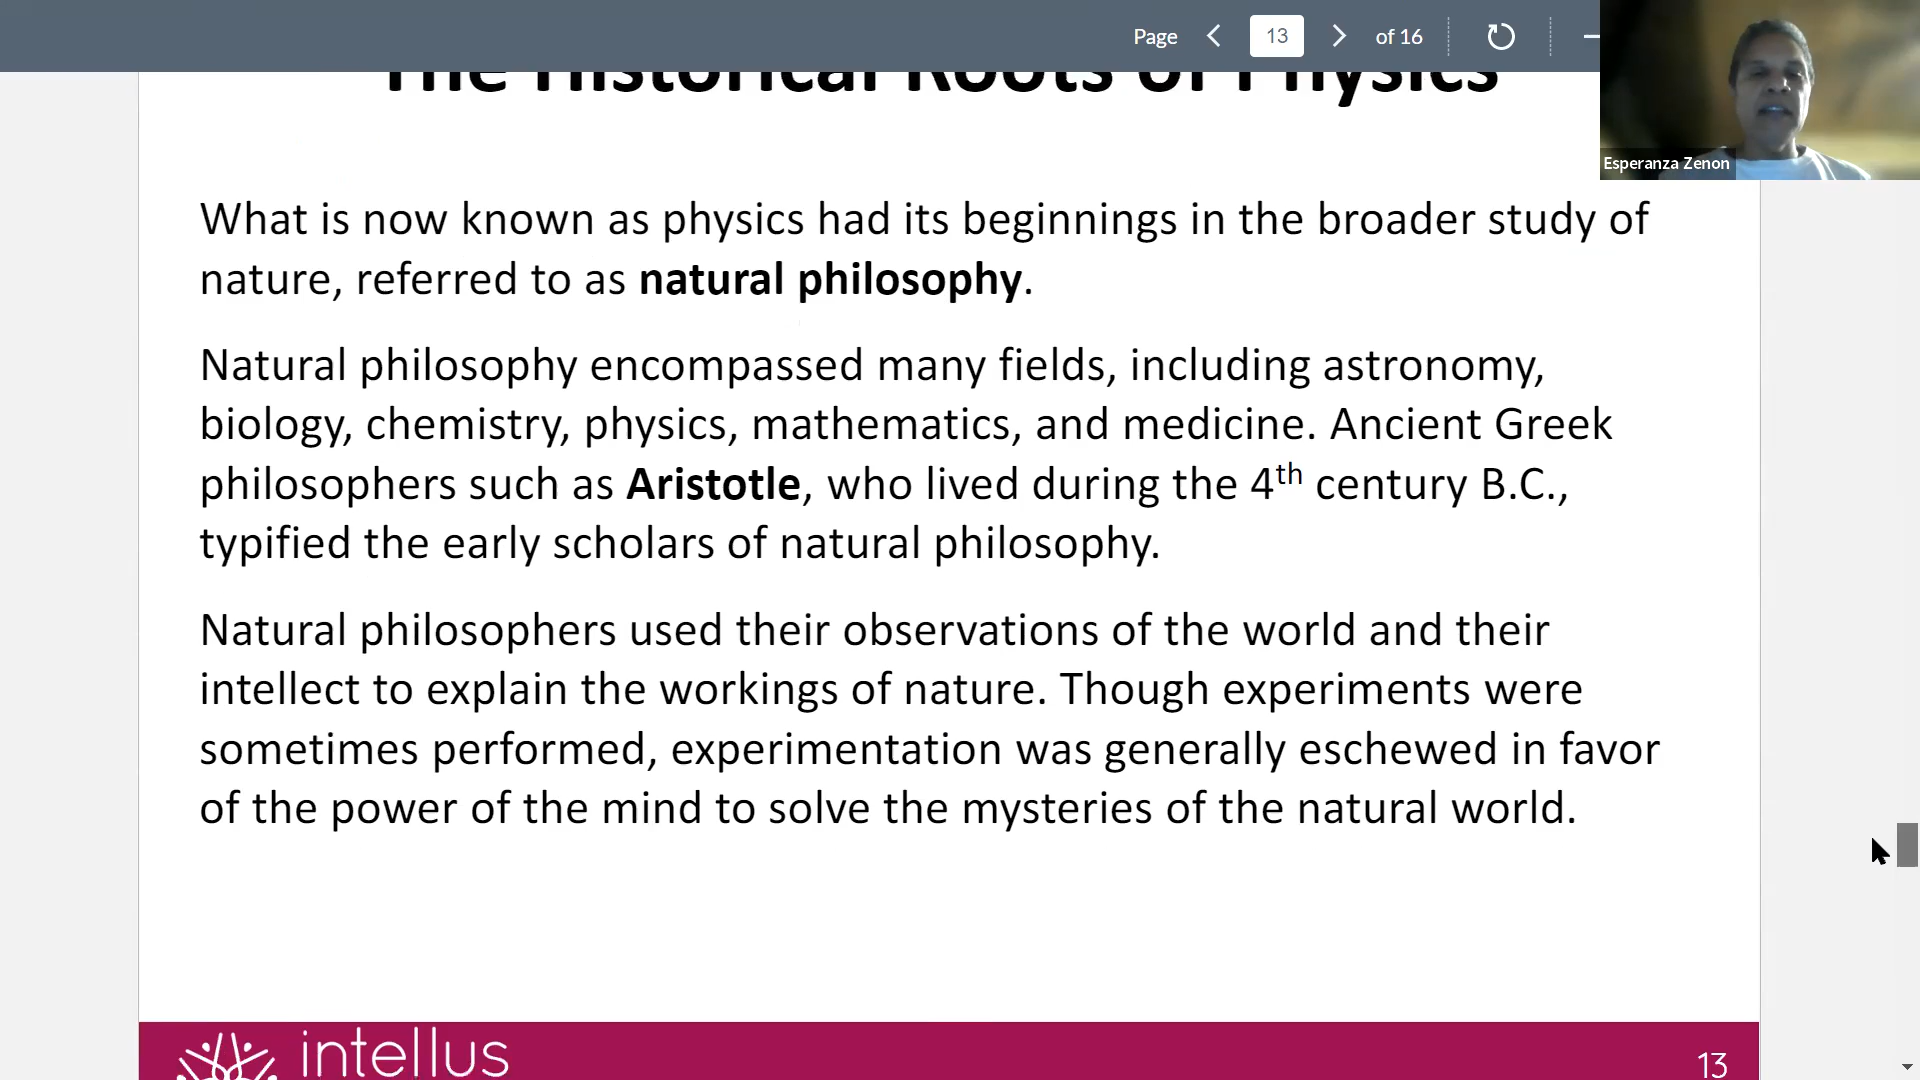 Page 13 of 16
The Historical Roots of Physics
Esperanza Zenon
What is now known as physics had its beginnings in the broader study of
nature, referred to as natural philosophy.
Natural philosophy encompassed many fields, including astronomy,
biology, chemistry, physics, mathematics, and medicine. Ancient Greek
philosophers such as Aristotle, who lived during the 4th century B.C.,
typified the early scholars of natural philosophy.
Natural philosophers used their observations of the world and their
intellect to explain the workings of nature. Though experiments were
sometimes performed, experimentation was generally eschewed in favor
of the power of the mind to solve the mysteries of the natural world.
intellus
13